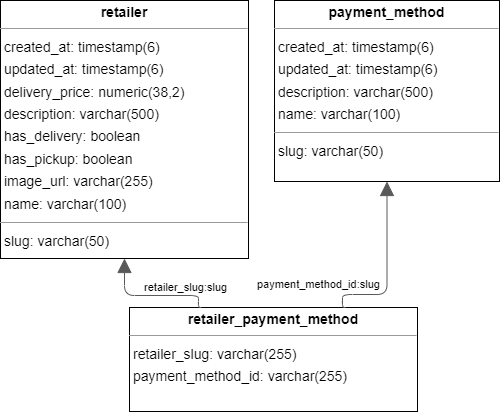 retailer
created_at: timestamp(6)
updated_at: timestamp(6)
delivery_price: numeric(38,2)
description: varchar(500)
has_delivery: boolean
has_pickup: boolean
image_url: varchar(255)
name: varchar(100)
slug: varchar(50)
payment_method
created_at: timestamp(6)
updated_at: timestamp(6)
description: varchar(500)
name: varchar(100)
slug: varchar(50)
retailer_slug:slug
payment_method_id:slug
retailer_payment_method
retailer_slug: varchar(255)
payment_method_id: varchar(255)